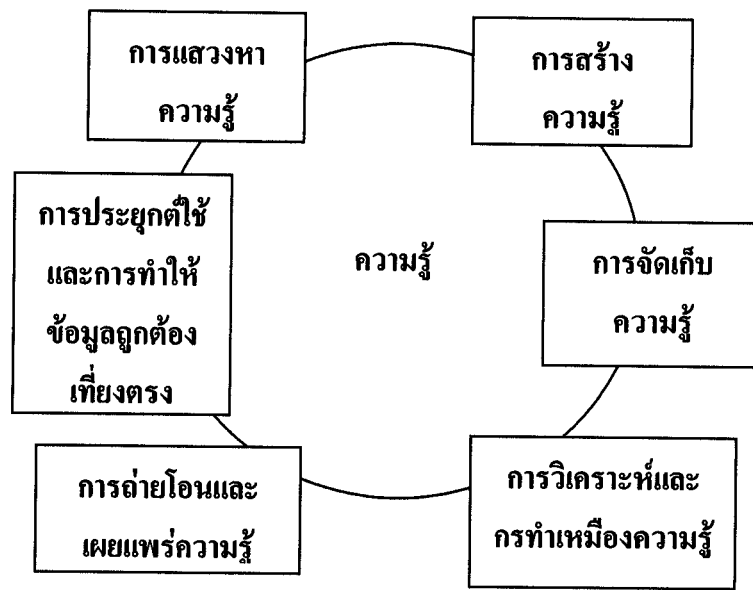 การแสวงหา
ความรู้
การสร้าง
ความรู้
การจัดเก็บ
ความรู้
การวิเคราะห์และ
กรทำเหมืองความรู้
การถ่ายโอนและ
เผยแพร่ความรู้
การประยุกต์ใช้
และการทำให้
ข้อมูลถูกต้อง
เที่ยงตรง
ความรู้